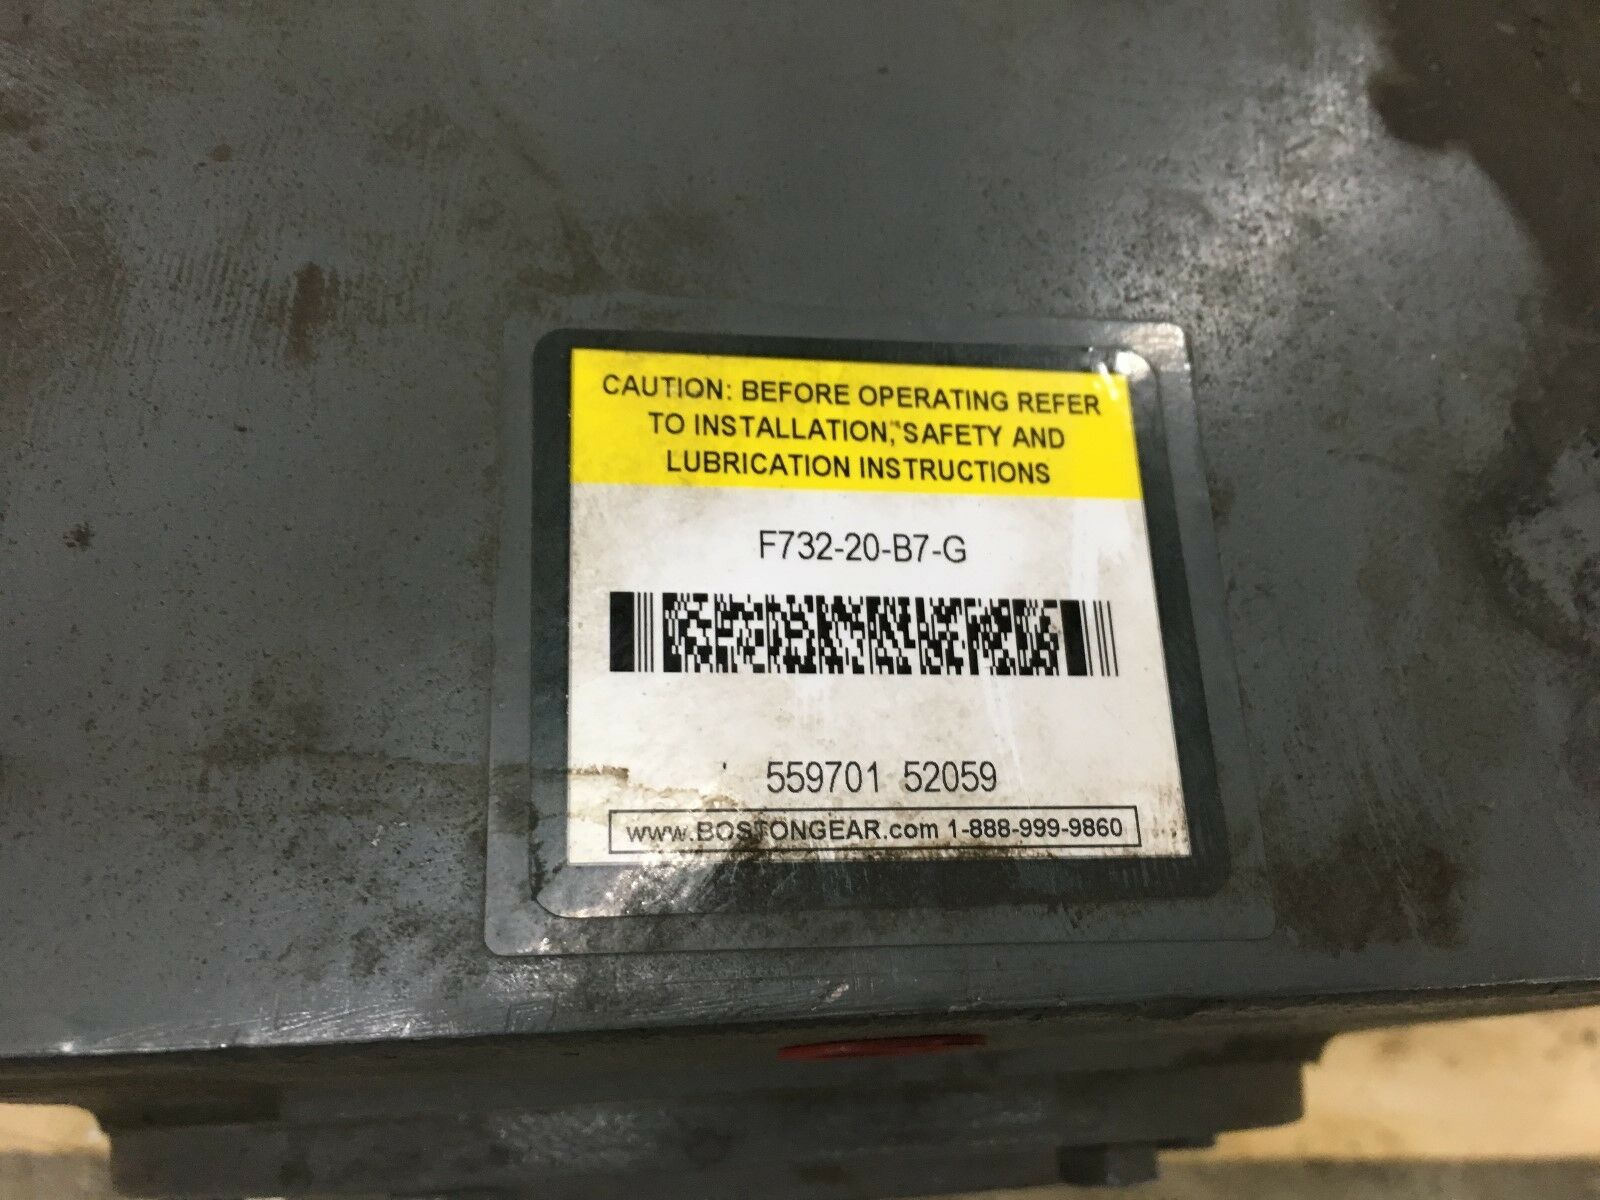 CAUTION: BEFORE OPERATING REFER
TO INSTALLATION, SAFETY AND
LUBRICATION INSTRUCTIONS
F732-20-B7-G
559701 52059
www.BOSTONGEAR.com 1-888-999-9860